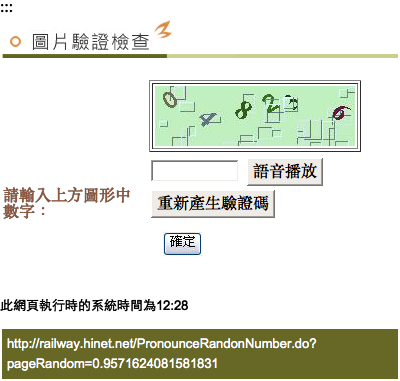 :::
圖片驗證檢查
語音播放
請輸入上方圖形中
數字：
重新產生驗證碼
確定
此網頁執行時的系統時間為12:28
http://railway.hinet.net/PronounceRandonNumber.do?
pageRandom=0.9571624081581831